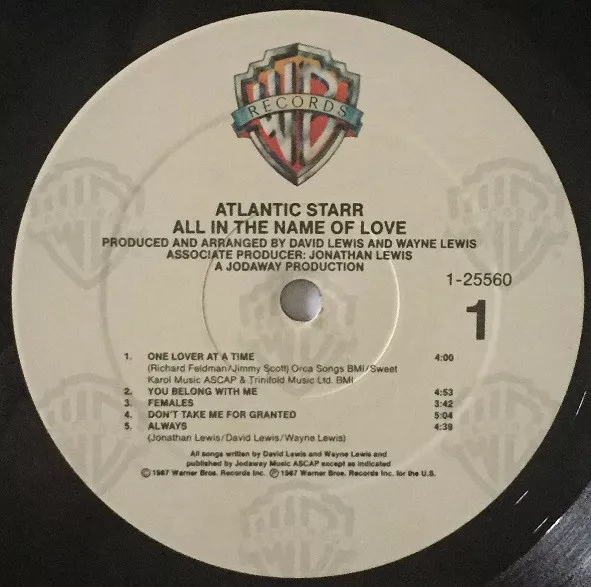 RECORDS
ATLANTIC STARR
ALL IN THE NAME OF LOVE
PRODUCED AND ARRANGED BY DAVID LEWIS AND WAYNE LEWIS
ASSOCIATE PRODUCER: JONATHAN LEWIS
A JODAWAY PRODUCTION
1-25560
1
1. ONE LOVER AT A TIME 4:00
(Richard Feldman/Jimmy Scott) Orca Songs BMI/Sweet
Karol Music ASCAP & Trinifold Music Ltd. BMI
2. YOU BELONG WITH ME 4:53
3. FEMALES 3:42
4. DON'T TAKE ME FOR GRANTED 5:04
5. ALWAYS 4:39
(Jonathan Lewis/David Lewis/Wayne Lewis)
All songs written by David Lewis and Wayne Lewis and
published by Jodaway Music ASCAP except as indicated
©1987 Warner Bros. Records Inc. ℗1987 Warner Bros. Records Inc. for the U.S.